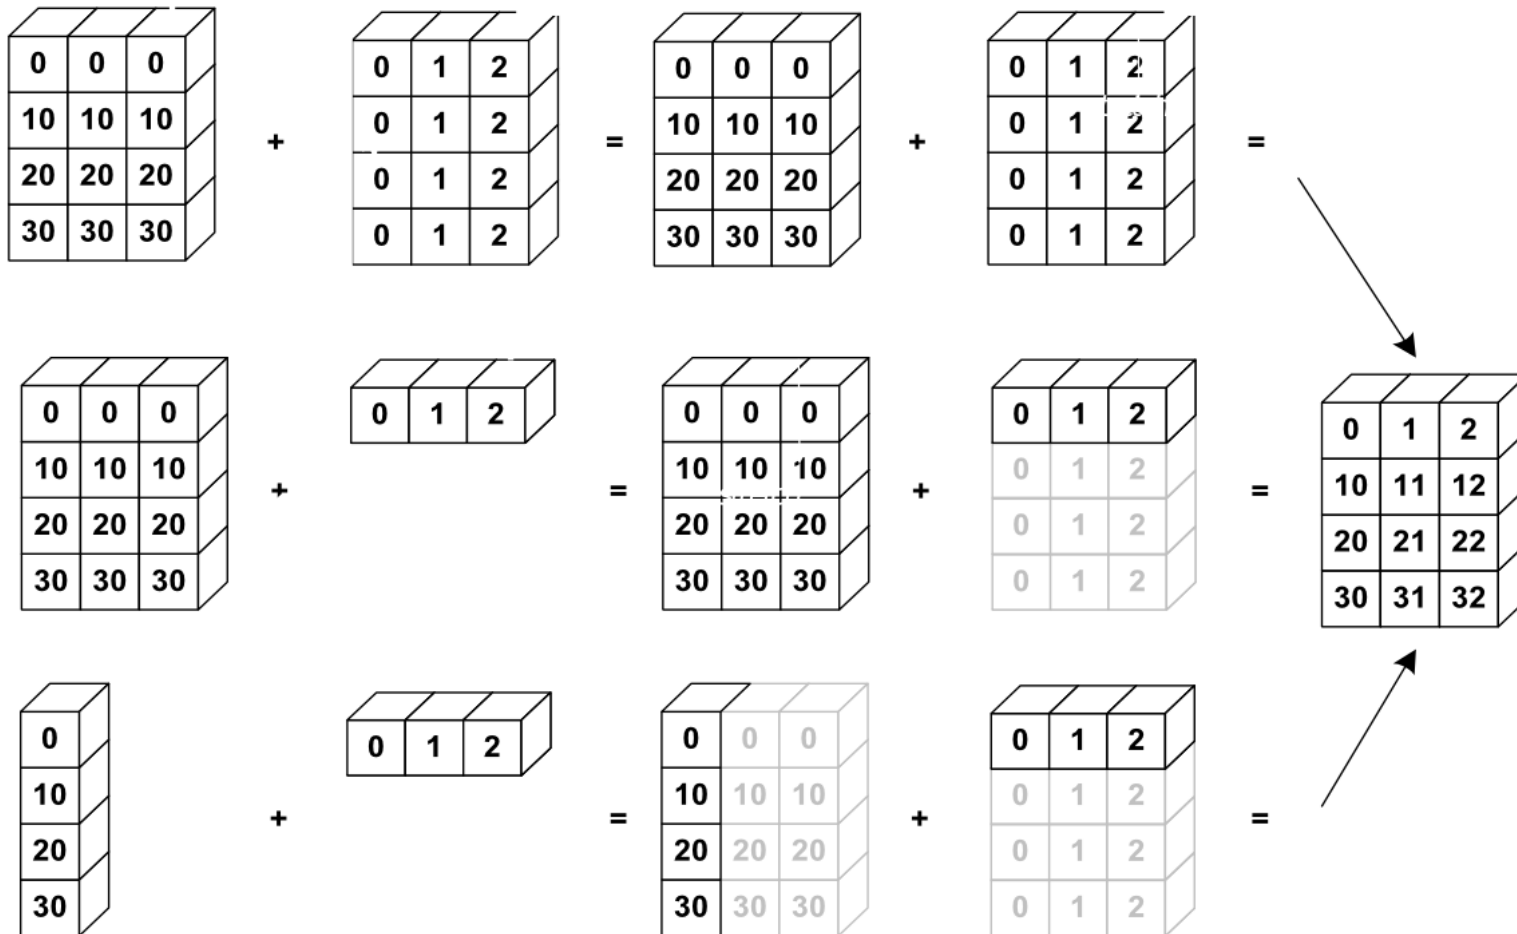 0 0 0 0 1 2 0 0 0 0 1 2
10 10 10 0 1 2 10 10 10 0 1 2
+ = + =
20 20 20 0 1 2 20 20 20 0 1 2
30 30 30 0 1 2 30 30 30 0 1 2
0 0 0 0 1 2 0 0 0 0 1 2 0 1 2
10 10 10 10 10 10 0 1 2 10 11 12
+ = + =
20 20 20 20 20 20 0 1 2 20 21 22
30 30 30 30 30 30 0 1 2 30 31 32
0 0 1 2 0 0 0 0 1 2
10 10 10 10 0 1 2
+ = + =
20 20 20 20 0 1 2
30 30 30 30 0 1 2